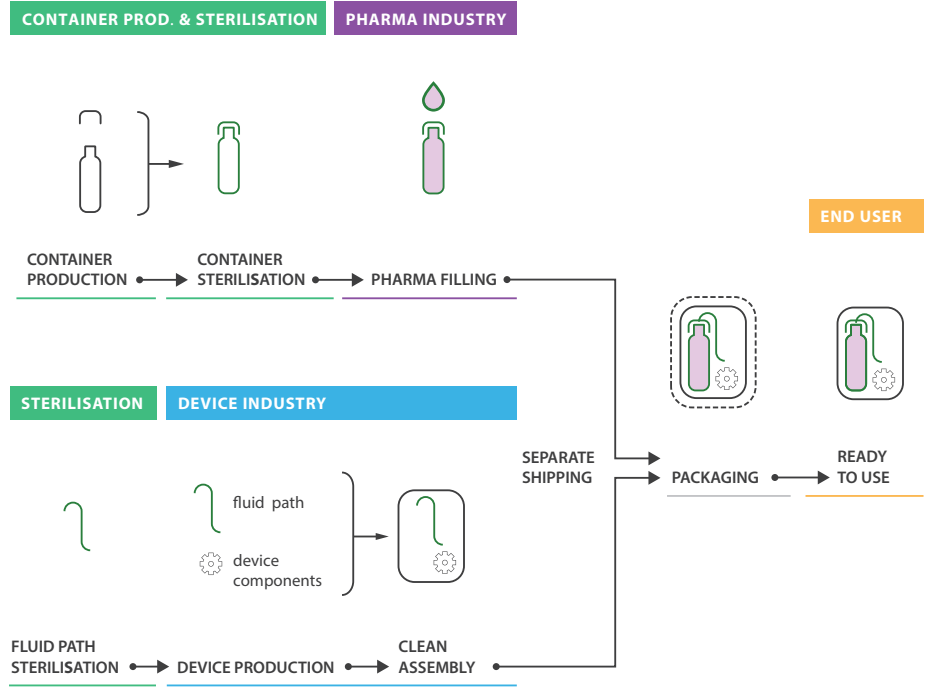 CONTAINER PROD. & STERILISATION
PHARMA INDUSTRY
END USER
CONTAINER
PRODUCTION
CONTAINER
STERILISATION
PHARMA FILLING
STERILISATION
DEVICE INDUSTRY
SEPARATE
SHIPPING
PACKAGING
READY
TO USE
fluid path
device
components
FLUID PATH
STERILISATION
DEVICE PRODUCTION
CLEAN
ASSEMBLY